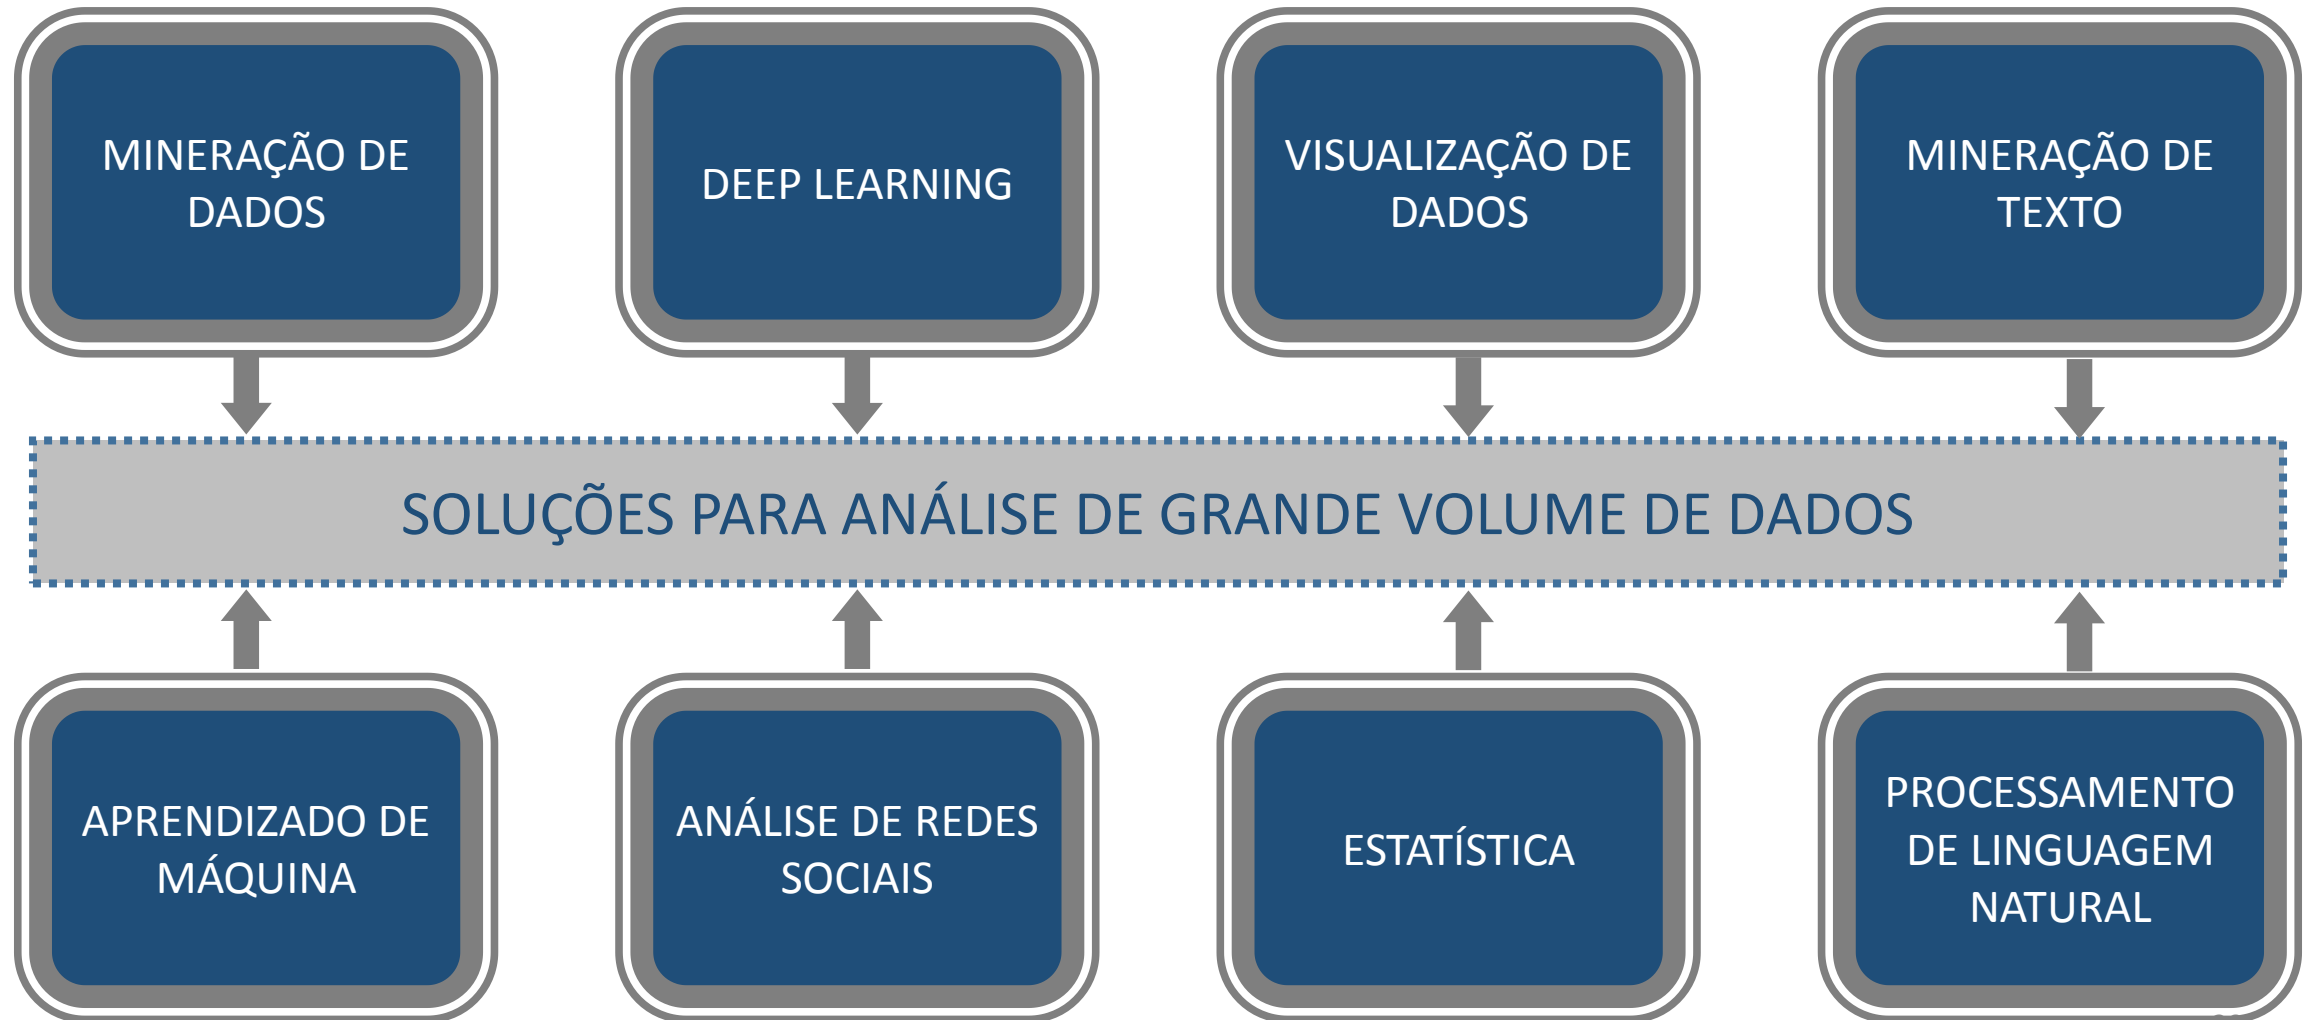 MINERAÇÃO DE
DADOS
DEEP LEARNING
VISUALIZAÇÃO DE
DADOS
MINERAÇÃO DE
TEXTO
SOLUÇÕES PARA ANÁLISE DE GRANDE VOLUME DE DADOS
APRENDIZADO DE
MÁQUINA
ANÁLISE DE REDES
SOCIAIS
ESTATÍSTICA
PROCESSAMENTO
DE LINGUAGEM
NATURAL